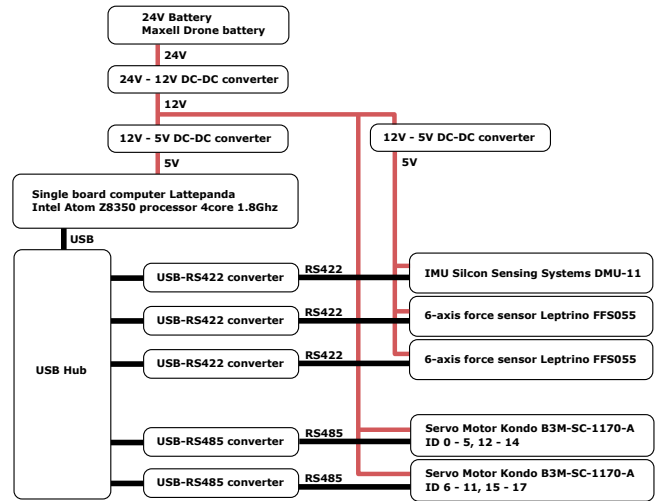 24V Battery
Maxell Drone battery
24V
24V - 12V DC-DC converter
12V
12V - 5V DC-DC converter
12V - 5V DC-DC converter
5V
5V
Single board computer Lattepanda
Intel Atom Z8350 processor 4core 1.8Ghz
USB
USB Hub
USB-RS422 converter
RS422
IMU Silcon Sensing Systems DMU-11
USB-RS422 converter
RS422
6-axis force sensor Leptrino FFS055
USB-RS422 converter
RS422
6-axis force sensor Leptrino FFS055
USB-RS485 converter
RS485
Servo Motor Kondo B3M-SC-1170-A
ID 0 - 5, 12 - 14
USB-RS485 converter
RS485
Servo Motor Kondo B3M-SC-1170-A
ID 6 - 11, 15 - 17